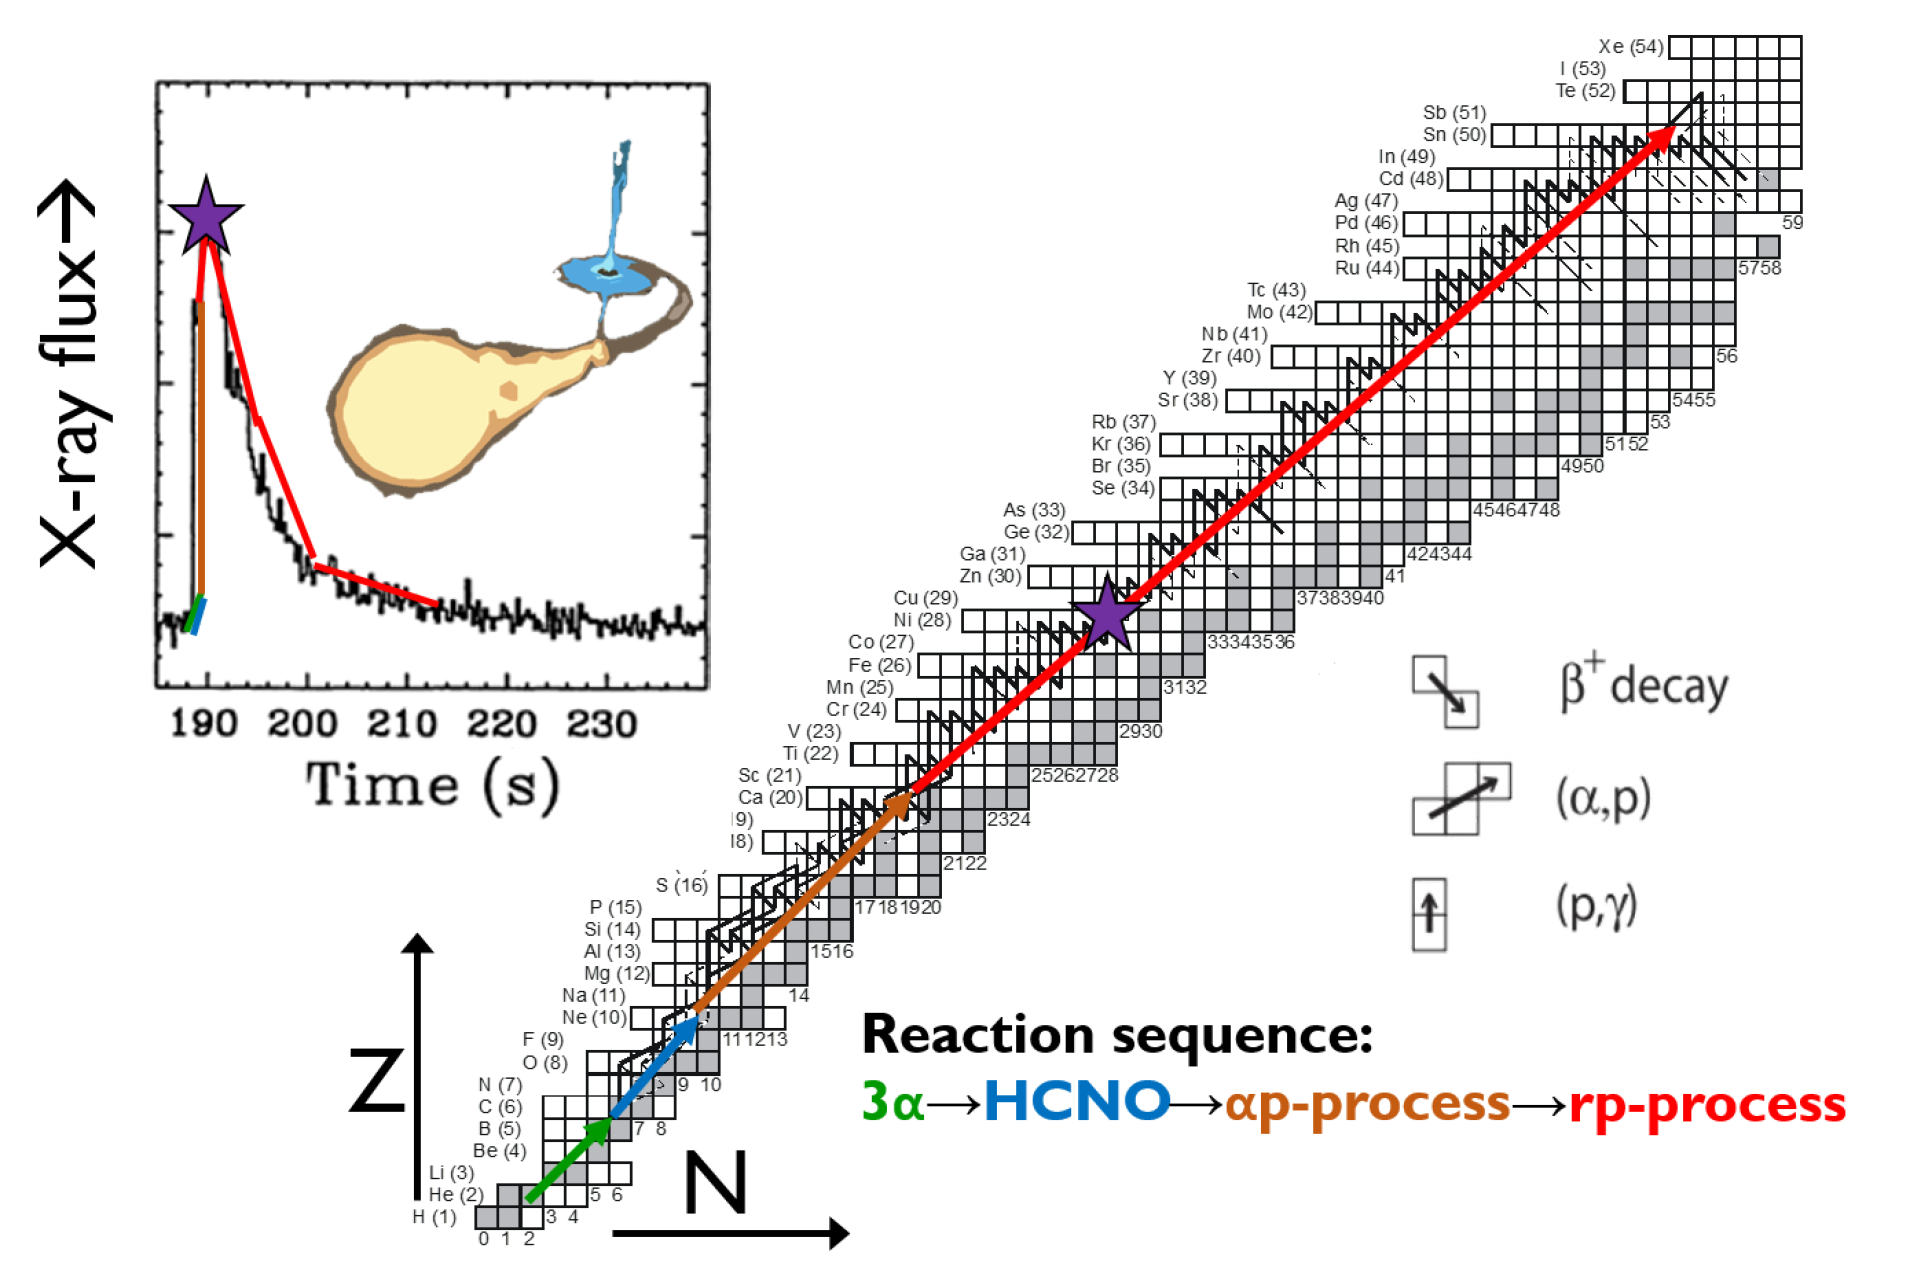 X-ray flux→
190 200 210 220 230
Time (s)
Xe (54)
I (53)
Te (52)
Sb (51)
Sn (50)
In (49)
Cd (48)
Ag (47)
Pd (46)
59
Rh (45)
Ru (44)
5758
Tc (43)
Mo (42)
Nb (41)
Zr (40)
56
Y (39)
Sr (38)
5455
Rb (37)
53
Kr (36)
5152
Br (35)
4950
Se (34)
As (33)
45464748
Ge (32)
Ga (31)
424344
Zn (30)
41
Cu (29)
37383940
Ni (28)
Co (27)
33343536
Fe (26)
Mn (25)
3132
Cr (24)
V (23)
2930
Ti (22)
Sc (21)
25262728
Ca (20)
2324
9)
8)
2122
S (16)
P (15)
17181920
Si (14)
Al (13)
1516
Mg (12)
Na (11)
14
Ne (10)
F (9)
111213
O (8)
N (7)
9 10
C (6)
B (5)
7 8
Be (4)
Li (3)
He (2)
5 6
H (1)
3 4
0 1 2
Z
N
β+ decay
(α,p)
(p,γ)
Reaction sequence:
3α→HCNO→αp-process→rp-process